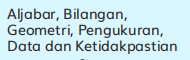 Aljabar, Bilangan,
Geometri, Pengukuran,
Data dan Ketidakpastian